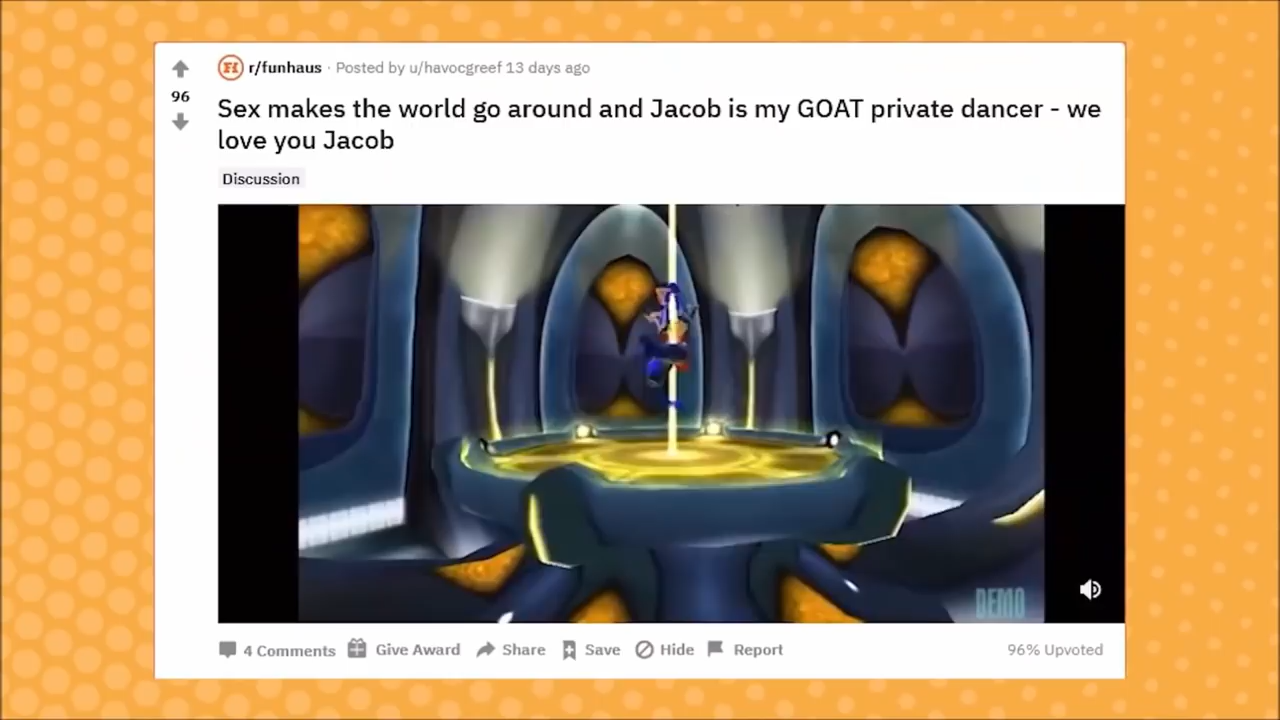 r/funhaus · Posted by u/havocgreef 13 days ago
96
Sex makes the world go around and Jacob is my GOAT private dancer - we
love you Jacob
Discussion
DEMO
4 Comments Give Award Share Save Hide Report 96% Upvoted